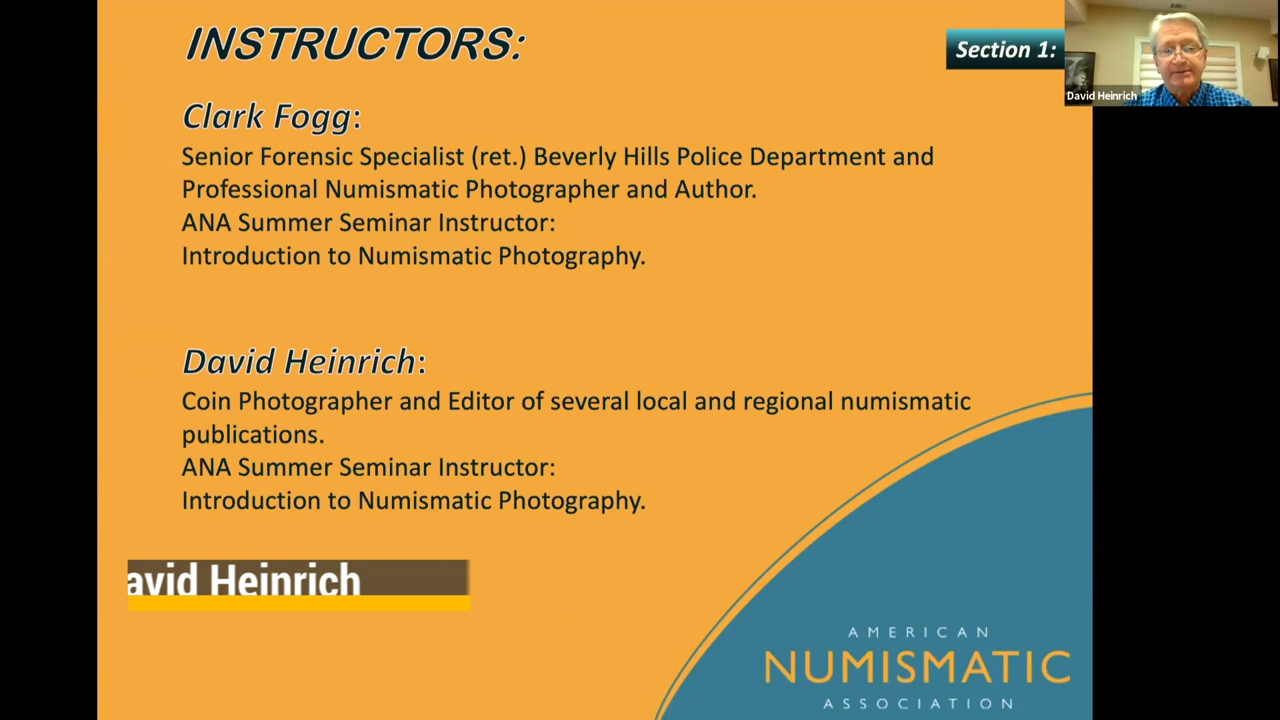 INSTRUCTORS:
Section 1:
David Heinrich
Clark Fogg:
Senior Forensic Specialist (ret.) Beverly Hills Police Department and
Professional Numismatic Photographer and Author.
ANA Summer Seminar Instructor:
Introduction to Numismatic Photography.
David Heinrich:
Coin Photographer and Editor of several local and regional numismatic
publications.
ANA Summer Seminar Instructor:
Introduction to Numismatic Photography.
avid Heinrich
AMERICAN
NUMISMATIC
ASSOCIATION